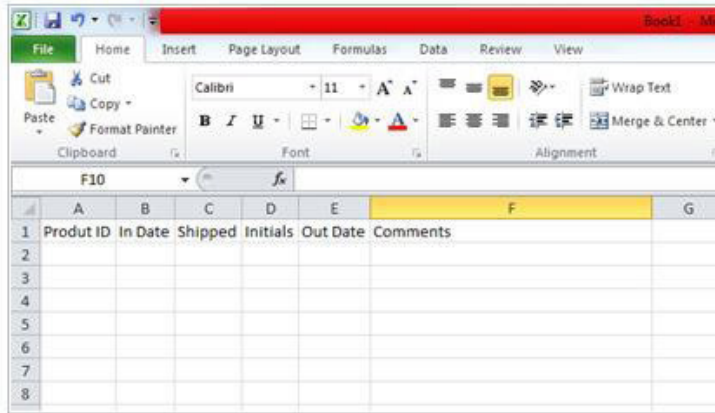 Book1 - Mi
File Home Insert Page Layout Formulas Data Review View
Cut
Copy
Format Painter
Paste
Calibri 11 A A
B I U A
Wrap Text
Merge & Center
Clipboard Font Alignment
F10 fx
A B C D E F G
1 Produt ID In Date Shipped Initials Out Date Comments
2
3
4
5
6
7
8